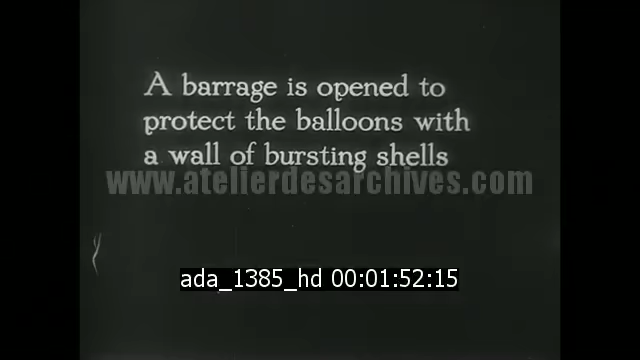 A barrage is opened to
protect the balloons with
a wall of bursting shells
www.atelierdesarchives.com
ada_1385_hd 00:01:52:15